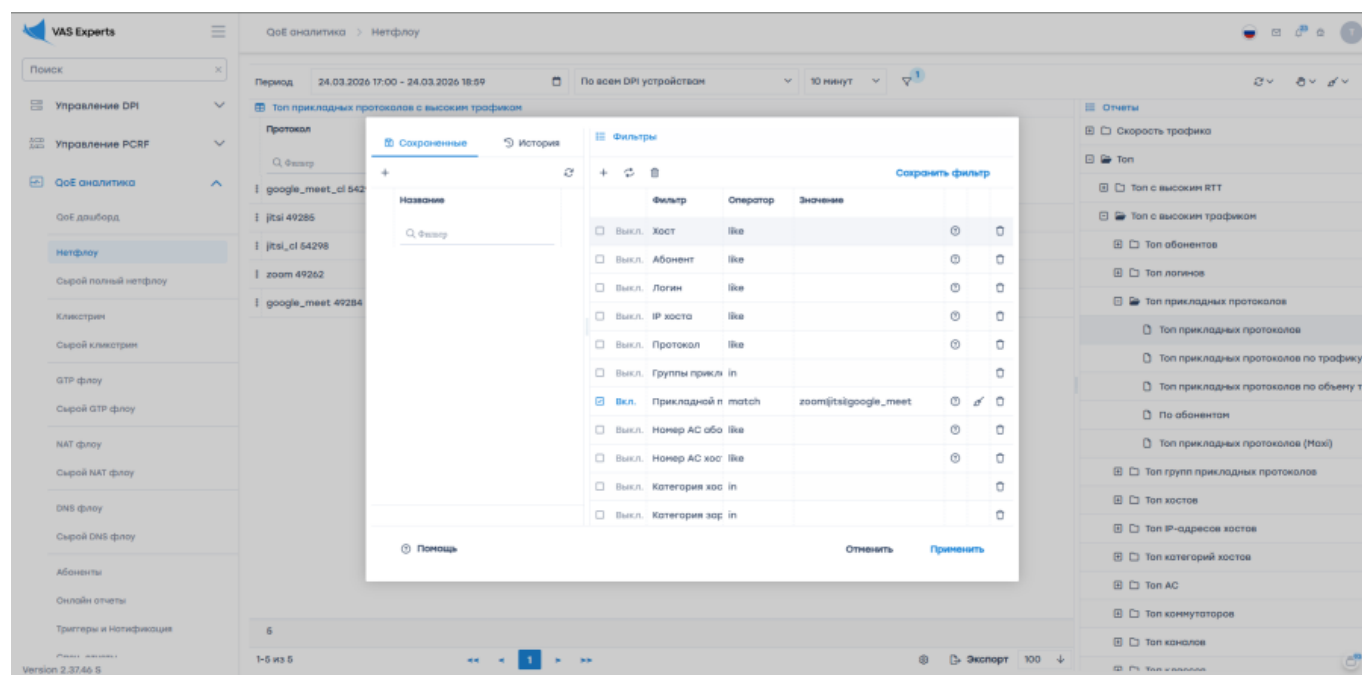 VAS Experts
QoE аналитика > Нетфлоу
Поиск
Период 24.03.2026 17:00 - 24.03.2026 18:59 По всем DPI устройствам 10 минут 1
Управление DPI
Управление PCRF
QoE аналитика
QoE дашборд
Нетфлоу
Сырой полный нетфлоу
Кликстрим
Сырой кликстрим
GTP флоу
Сырой GTP флоу
NAT флоу
Сырой NAT флоу
DNS флоу
Сырой DNS флоу
Абоненты
Онлайн отчеты
Триггеры и Нотификация
Version 2.37.46 S
Топ прикладных протоколов с высоким трафиком
Протокол
Фильтр
google_meet_cl 542
jitsi 49286
jitsi_cl 54298
zoom 49262
google_meet 49284
5
1-5 из 5
1
Экспорт 100
Сохраненные История
Название
Фильтр
Фильтры
Сохранить фильтр
Фильтр Оператор Значение
Выкл. Хост like
Выкл. Абонент like
Выкл. Логин like
Выкл. IP хоста like
Выкл. Протокол like
Выкл. Группы прикл in
Вкл. Прикладной п match zoom|jitsi|google_meet
Выкл. Номер АС або like
Выкл. Номер АС хос like
Выкл. Категория хос in
Выкл. Категория зар in
Помощь
Отменить Применить
Отчеты
Скорость трафика
Топ
Топ с высоким RTT
Топ с высоким трафиком
Топ абонентов
Топ логинов
Топ прикладных протоколов
Топ прикладных протоколов
Топ прикладных протоколов по трафику
Топ прикладных протоколов по объему т
По абонентам
Топ прикладных протоколов (Maxi)
Топ групп прикладных протоколов
Топ хостов
Топ IP-адресов хостов
Топ категорий хостов
Топ АС
Топ коммутаторов
Топ каналов
Топ классов